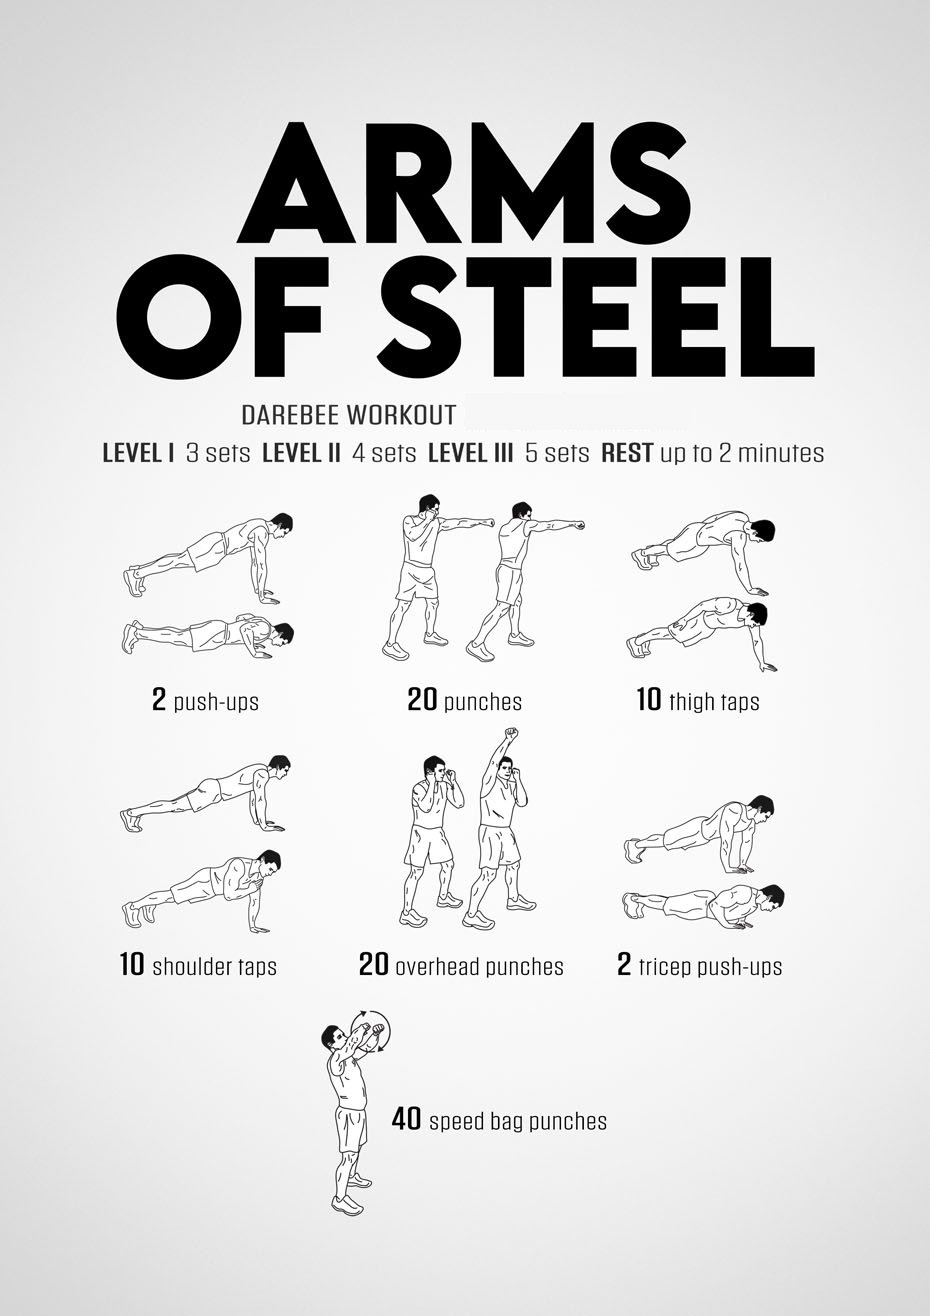 ARMS
OF STEEL
DAREBEE WORKOUT
LEVEL I 3 sets LEVEL II 4 sets LEVEL III 5 sets REST up to 2 minutes
2 push-ups
20 punches
10 thigh taps
10 shoulder taps
20 overhead punches
2 tricep push-ups
40 speed bag punches